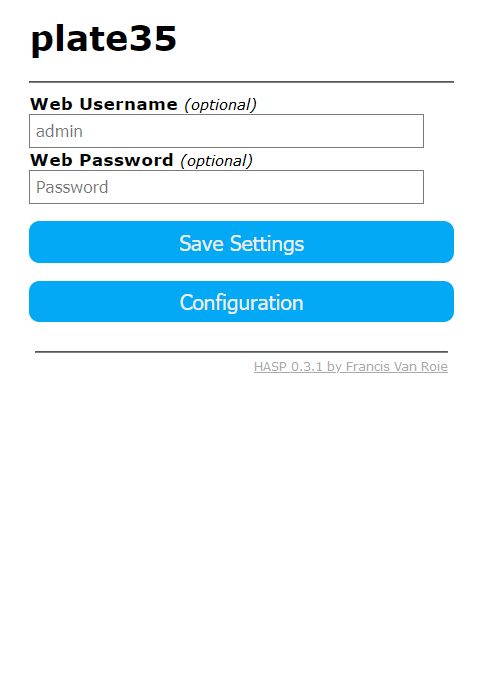 plate35
Web Username (optional)
admin
Web Password (optional)
Password
Save Settings
Configuration
HASP 0.3.1 by Francis Van Roie